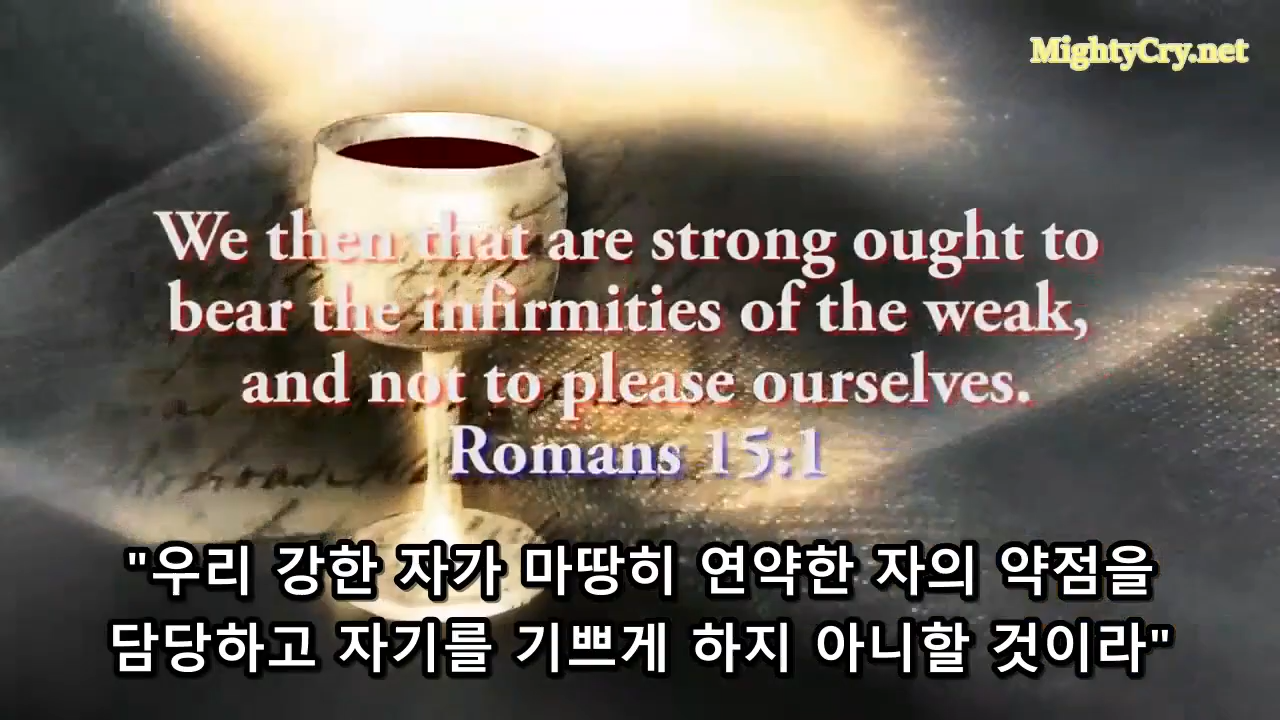 MightyCry.net
We then that are strong ought to
bear the infirmities of the weak,
and not to please ourselves.
Romans 15:1
"우리 강한 자가 마땅히 연약한 자의 약점을
담당하고 자기를 기쁘게 하지 아니할 것이라"